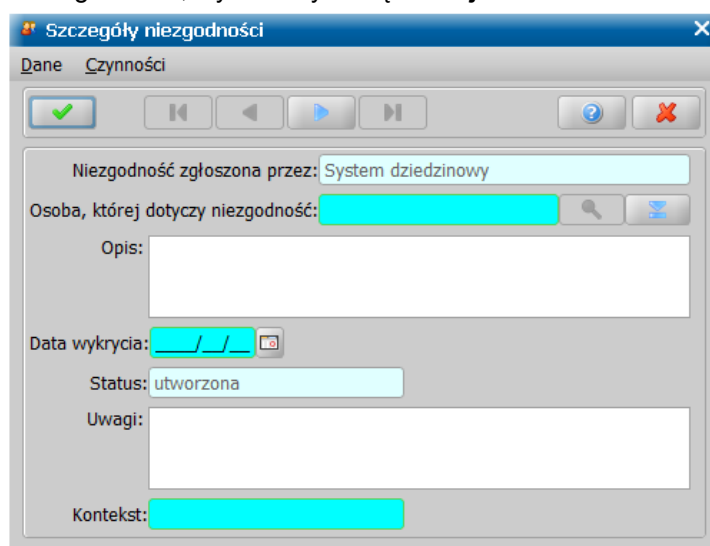 Szczegóły niezgodności
Dane Czynności
Niezgodność zgłoszona przez: System dziedzinowy
Osoba, której dotyczy niezgodność:
Opis:
Data wykrycia: ____/__/__
Status: utworzona
Uwagi:
Kontekst: